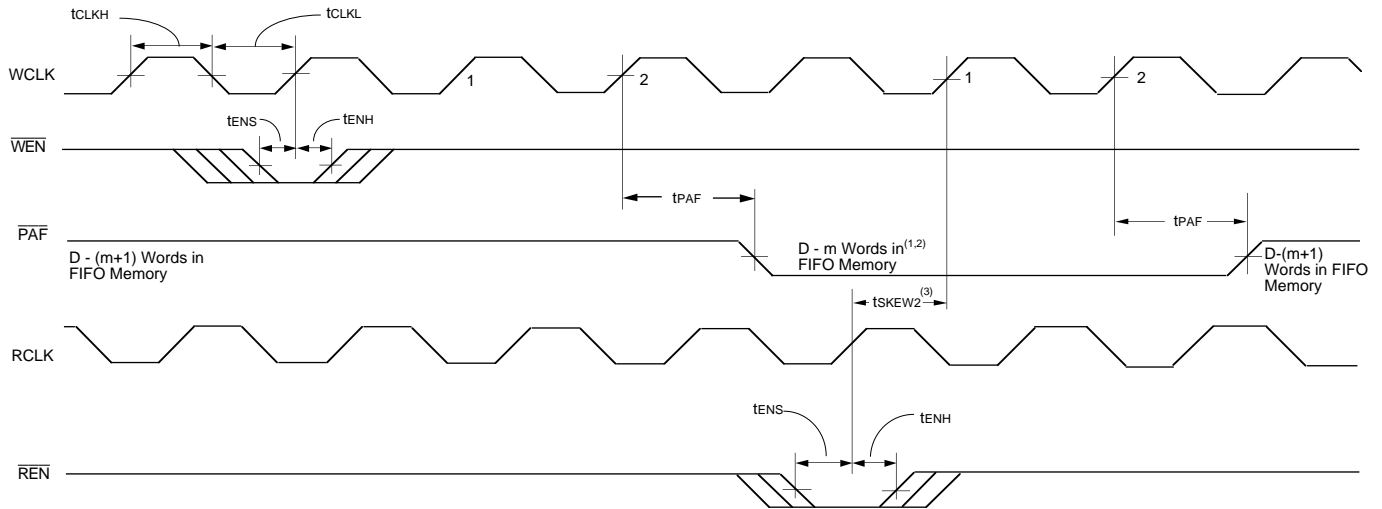 tCLKH
tCLKL
WCLK
1
2
1
2
tENS
tENH
WEN
tPAF
tPAF
PAF
D - (m+1) Words in
FIFO Memory
D - m Words in(1,2)
FIFO Memory
D-(m+1)
Words in FIFO
Memory
tSKEW2(3)
RCLK
tENS
tENH
REN